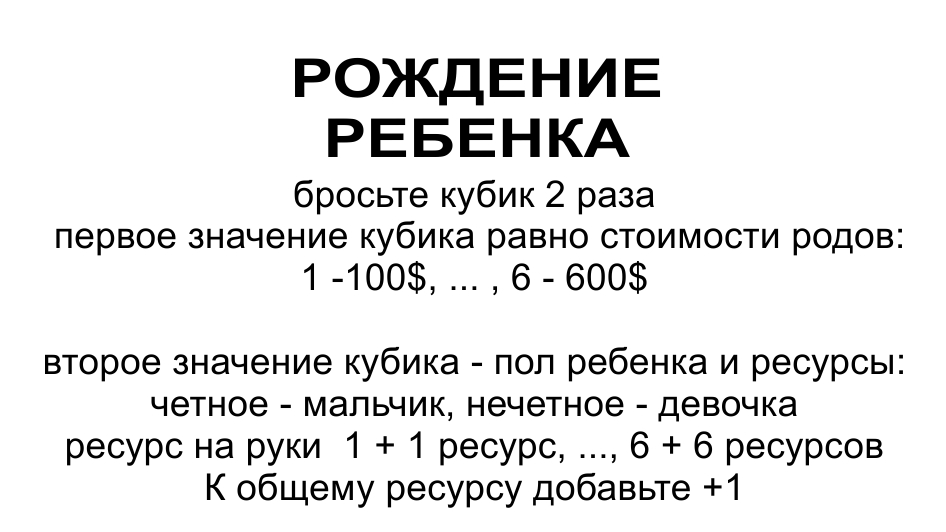 РОЖДЕНИЕ
РЕБЕНКА
бросьте кубик 2 раза
первое значение кубика равно стоимости родов:
1 -100$, ... , 6 - 600$
второе значение кубика - пол ребенка и ресурсы:
четное - мальчик, нечетное - девочка
ресурс на руки  1 + 1 ресурс, ..., 6 + 6 ресурсов
К общему ресурсу добавьте +1